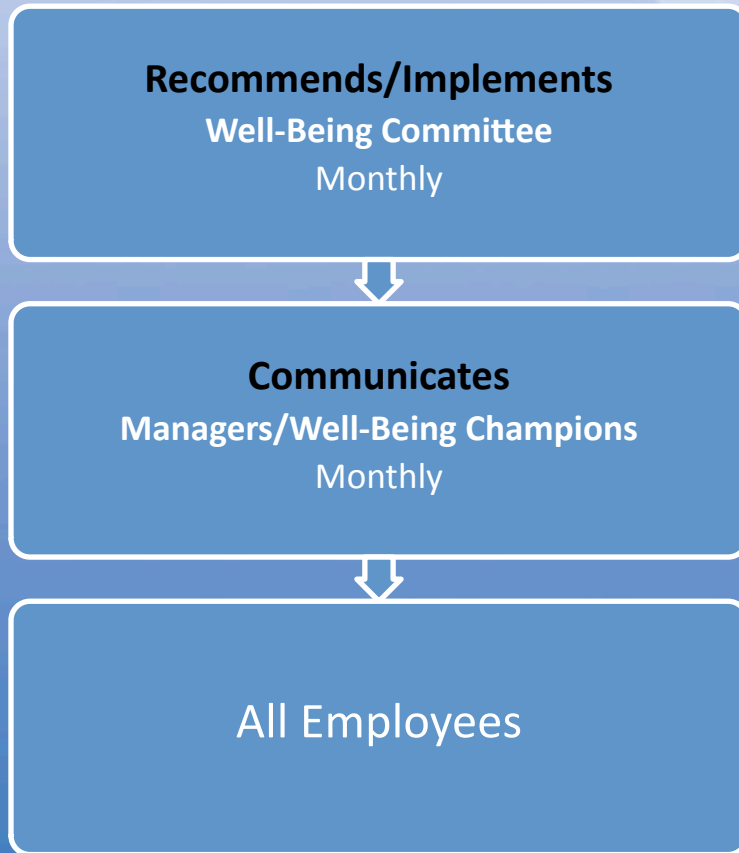 Recommends/Implements
Well-Being Committee
Monthly
Communicates
Managers/Well-Being Champions
Monthly
All Employees